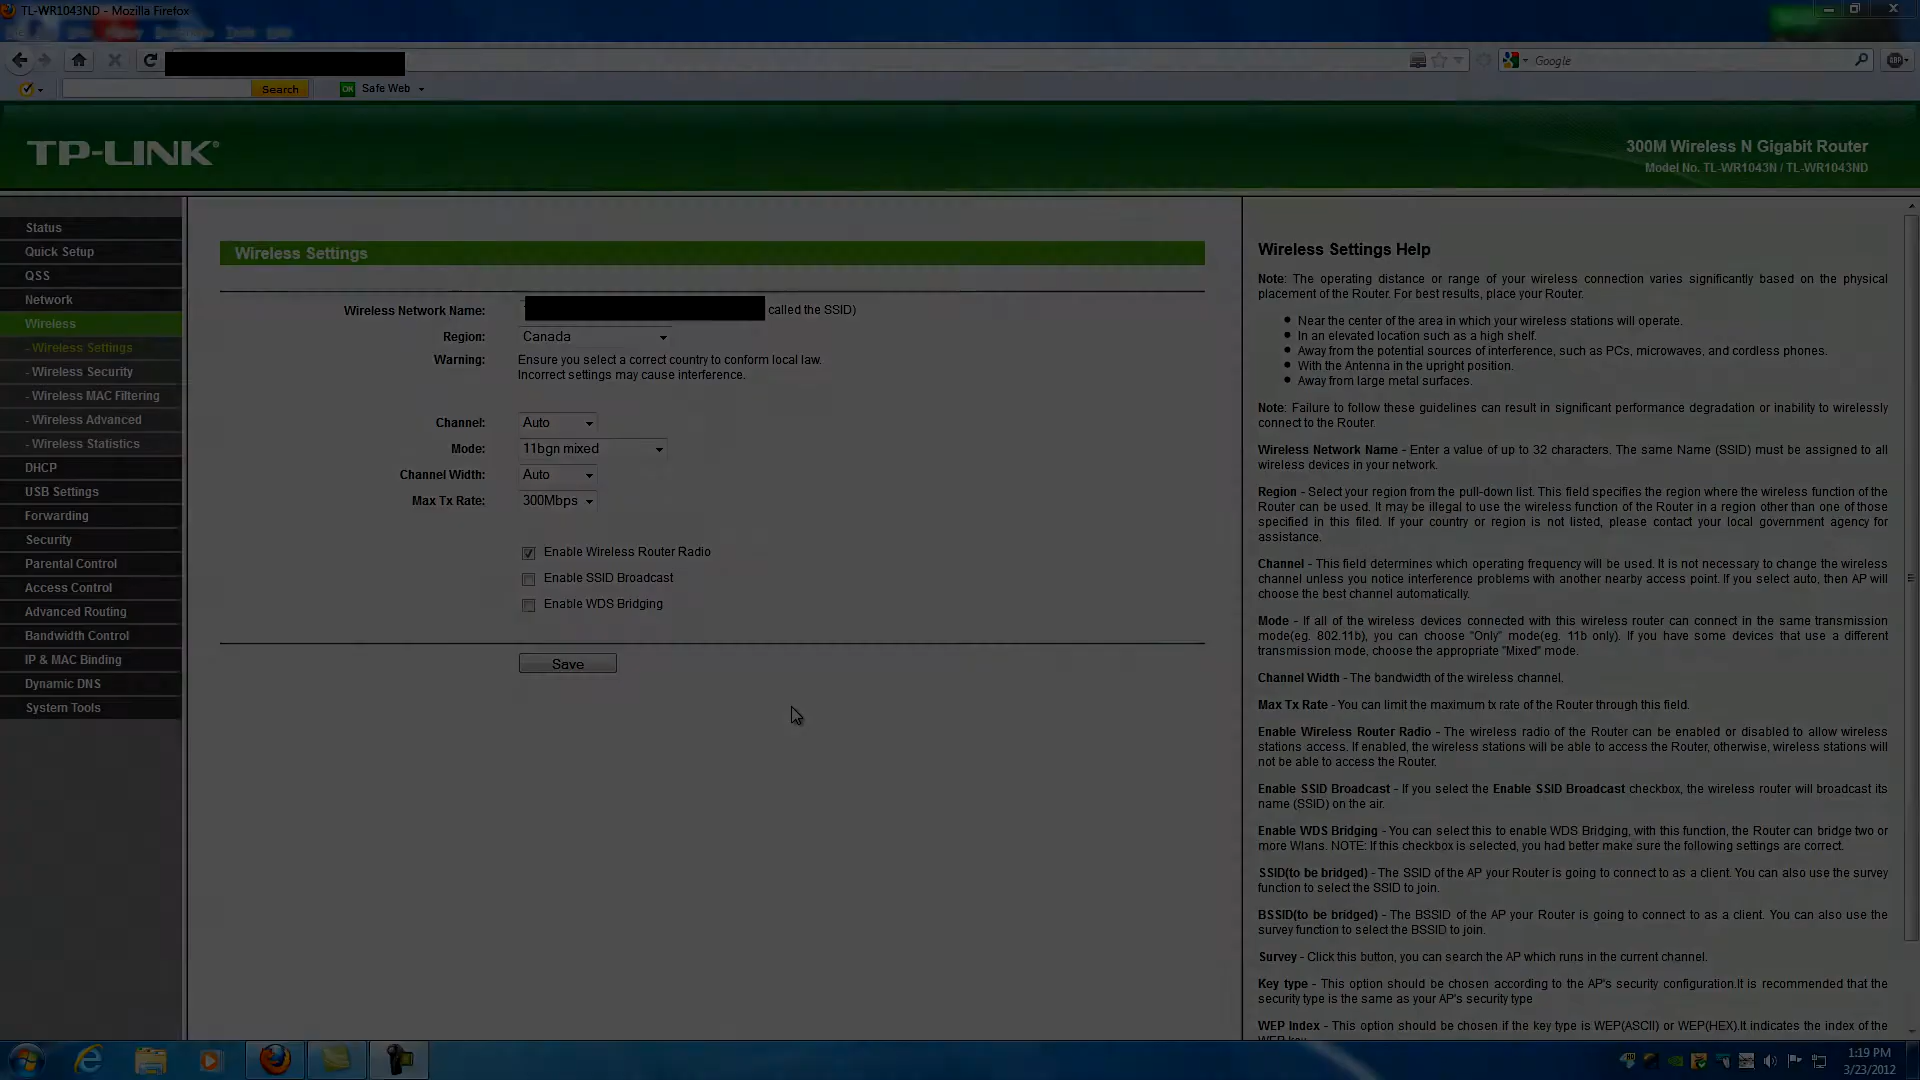 TL-WR1043ND - Mozilla Firefox
Google
ABP
Search
OK Safe Web
TP-LINK®
300M Wireless N Gigabit Router
Model No. TL-WR1043N / TL-WR1043ND
Status
Quick Setup
QSS
Network
Wireless
- Wireless Settings
- Wireless Security
- Wireless MAC Filtering
- Wireless Advanced
- Wireless Statistics
DHCP
USB Settings
Forwarding
Security
Parental Control
Access Control
Advanced Routing
Bandwidth Control
IP & MAC Binding
Dynamic DNS
System Tools
Wireless Settings
Wireless Network Name: called the SSID)
Region: Canada
Warning: Ensure you select a correct country to conform local law.
Incorrect settings may cause interference.
Channel: Auto
Mode: 11bgn mixed
Channel Width: Auto
Max Tx Rate: 300Mbps
Enable Wireless Router Radio
Enable SSID Broadcast
Enable WDS Bridging
Save
Wireless Settings Help
Note: The operating distance or range of your wireless connection varies significantly based on the physical
placement of the Router. For best results, place your Router.
Near the center of the area in which your wireless stations will operate.
In an elevated location such as a high shelf.
Away from the potential sources of interference, such as PCs, microwaves, and cordless phones.
With the Antenna in the upright position.
Away from large metal surfaces.
Note: Failure to follow these guidelines can result in significant performance degradation or inability to wirelessly
connect to the Router.
Wireless Network Name - Enter a value of up to 32 characters. The same Name (SSID) must be assigned to all
wireless devices in your network.
Region - Select your region from the pull-down list. This field specifies the region where the wireless function of the
Router can be used. It may be illegal to use the wireless function of the Router in a region other than one of those
specified in this filed. If your country or region is not listed, please contact your local government agency for
assistance.
Channel - This field determines which operating frequency will be used. It is not necessary to change the wireless
channel unless you notice interference problems with another nearby access point. If you select auto, then AP will
choose the best channel automatically.
Mode - If all of the wireless devices connected with this wireless router can connect in the same transmission
mode(eg. 802.11b), you can choose "Only" mode(eg. 11b only). If you have some devices that use a different
transmission mode, choose the appropriate "Mixed" mode.
Channel Width - The bandwidth of the wireless channel.
Max Tx Rate - You can limit the maximum tx rate of the Router through this field.
Enable Wireless Router Radio - The wireless radio of the Router can be enabled or disabled to allow wireless
stations access. If enabled, the wireless stations will be able to access the Router, otherwise, wireless stations will
not be able to access the Router.
Enable SSID Broadcast - If you select the Enable SSID Broadcast checkbox, the wireless router will broadcast its
name (SSID) on the air.
Enable WDS Bridging - You can select this to enable WDS Bridging, with this function, the Router can bridge two or
more Wlans. NOTE: If this checkbox is selected, you had better make sure the following settings are correct.
SSID(to be bridged) - The SSID of the AP your Router is going to connect to as a client. You can also use the survey
function to select the SSID to join.
BSSID(to be bridged) - The BSSID of the AP your Router is going to connect to as a client. You can also use the
survey function to select the BSSID to join.
Survey - Click this button, you can search the AP which runs in the current channel.
Key type - This option should be chosen according to the AP's security configuration.It is recommended that the
security type is the same as your AP's security type
WEP Index - This option should be chosen if the key type is WEP(ASCII) or WEP(HEX).It indicates the index of the
WEP key.
1:19 PM
3/23/2012